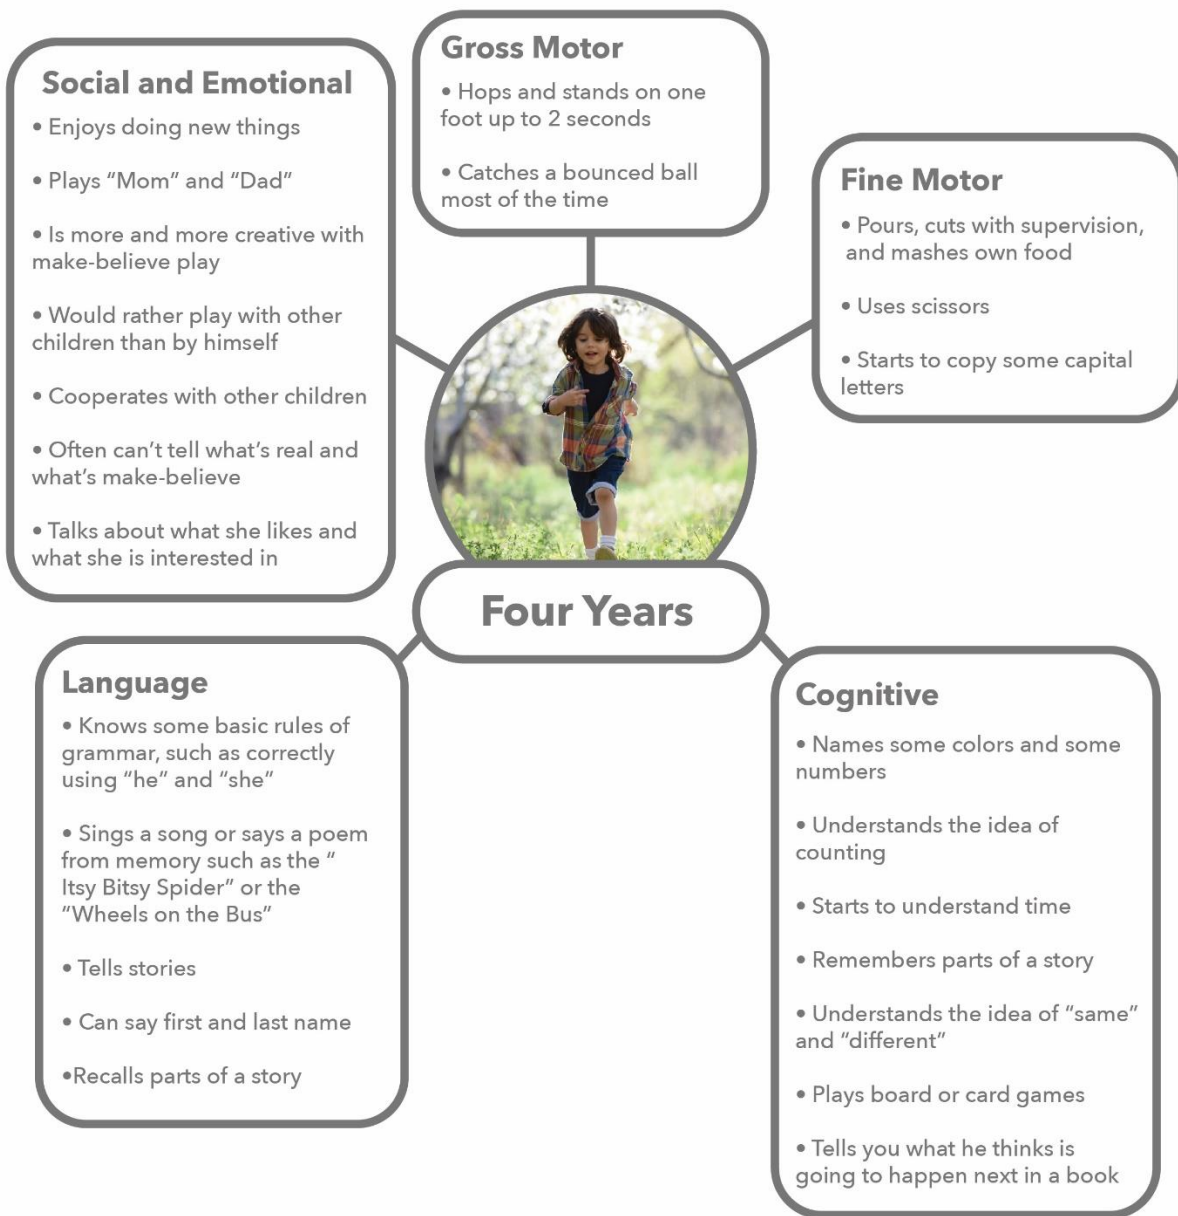 Social and Emotional
• Enjoys doing new things
• Plays “Mom” and “Dad”
• Is more and more creative with
make-believe play
• Would rather play with other
children than by himself
• Cooperates with other children
• Often can’t tell what’s real and
what’s make-believe
• Talks about what she likes and
what she is interested in
Gross Motor
• Hops and stands on one
foot up to 2 seconds
• Catches a bounced ball
most of the time
Fine Motor
• Pours, cuts with supervision,
and mashes own food
• Uses scissors
• Starts to copy some capital
letters
Four Years
Language
• Knows some basic rules of
grammar, such as correctly
using “he” and “she”
• Sings a song or says a poem
from memory such as the “
Itsy Bitsy Spider” or the
“Wheels on the Bus”
• Tells stories
• Can say first and last name
•Recalls parts of a story
Cognitive
• Names some colors and some
numbers
• Understands the idea of
counting
• Starts to understand time
• Remembers parts of a story
• Understands the idea of “same”
and “different”
• Plays board or card games
• Tells you what he thinks is
going to happen next in a book